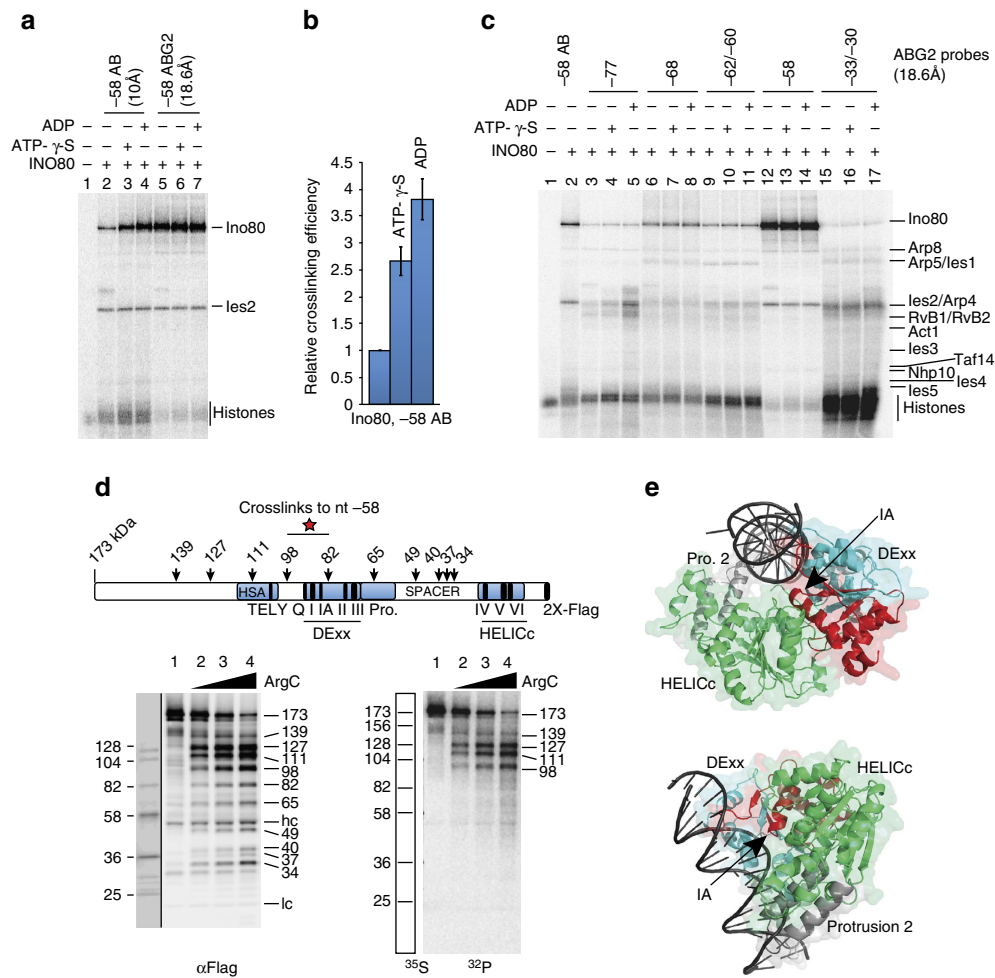 a
–58 AB
(10Å)
–58 ABG2
(18.6Å)
ADP – – – + – – +
ATP- γ-S – – + – – + –
INO80 – + + + + + +
1 2 3 4 5 6 7
Ino80
Ies2
Histones
b
Relative crosslinking efficiency
4.5
4
3.5
3
2.5
2
1.5
1
0.5
0
ATP- γ-S
ADP
Ino80, –58 AB
c
–58 AB
–77
–68
–62/–60
–58
–33/–30
ABG2 probes
(18.6Å)
ADP – – – – + – – + – – + – – + – – +
ATP- γ-S – – – + – – + – – + – – + – – + –
INO80 – + + + + + + + + + + + + + + + +
1 2 3 4 5 6 7 8 9 10 11 12 13 14 15 16 17
Ino80
Arp8
Arp5/Ies1
Ies2/Arp4
RvB1/RvB2
Act1
Ies3
Taf14
Nhp10
Ies4
Ies5
Histones
d
Crosslinks to nt –58
173 kDa
139
127
111
98
82
65
49
40
37
34
HSA
SPACER
TELY Q I IA II III Pro.
IV V VI
2X-Flag
DExx
HELICc
1 2 3 4
ArgC
128
104
82
58
36
25
173
139
127
111
98
82
65
hc
49
40
37
34
lc
αFlag
1 2 3 4
ArgC
173
156
128
104
82
58
36
25
173
139
127
111
98
35S
32P
e
IA
Pro. 2
DExx
HELICc
DExx
HELICc
IA
Protrusion 2